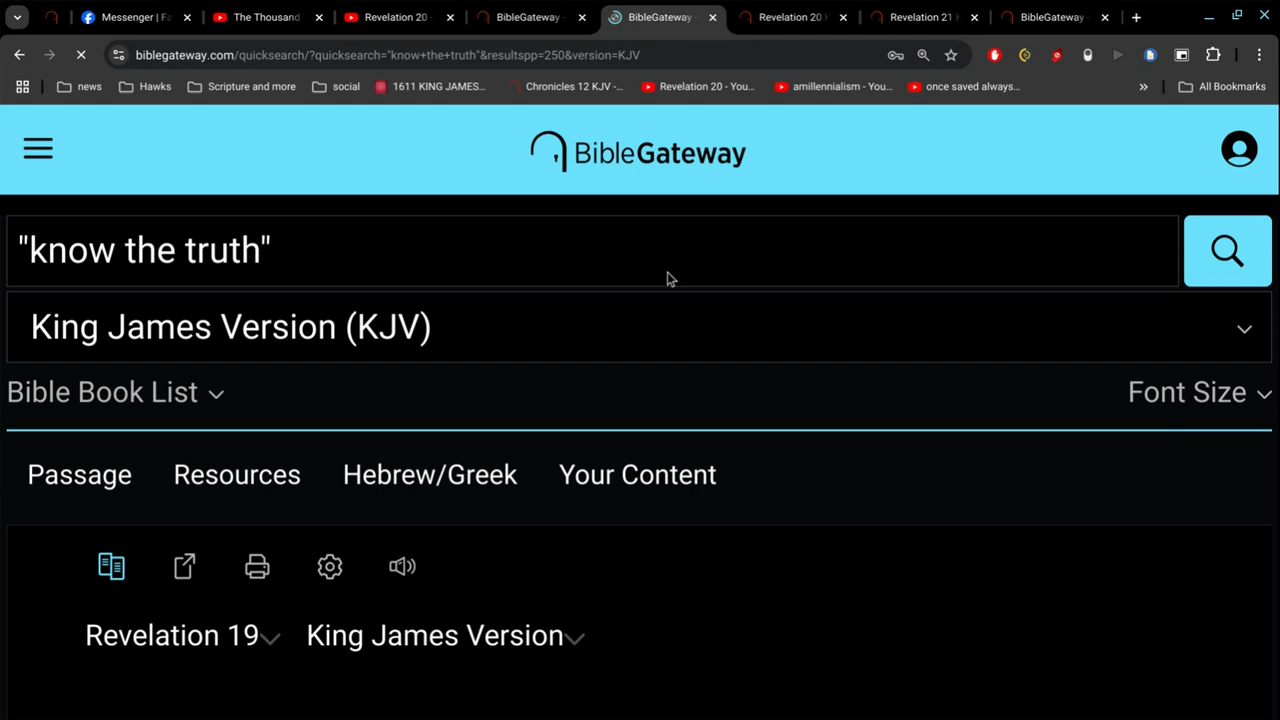 Messenger | Fa
The Thousand
Revelation 20 -
BibleGateway -
BibleGateway -
Revelation 20 K
Revelation 21 K
BibleGateway -
biblegateway.com/quicksearch/?quicksearch="know+the+truth"&resultspp=250&version=KJV
news
Hawks
Scripture and more
social
1611 KING JAMES...
Chronicles 12 KJV -...
Revelation 20 - You...
amillennialism - You...
once saved always...
»
All Bookmarks
BibleGateway
"know the truth"
King James Version (KJV)
Bible Book List
Font Size
Passage
Resources
Hebrew/Greek
Your Content
Revelation 19
King James Version